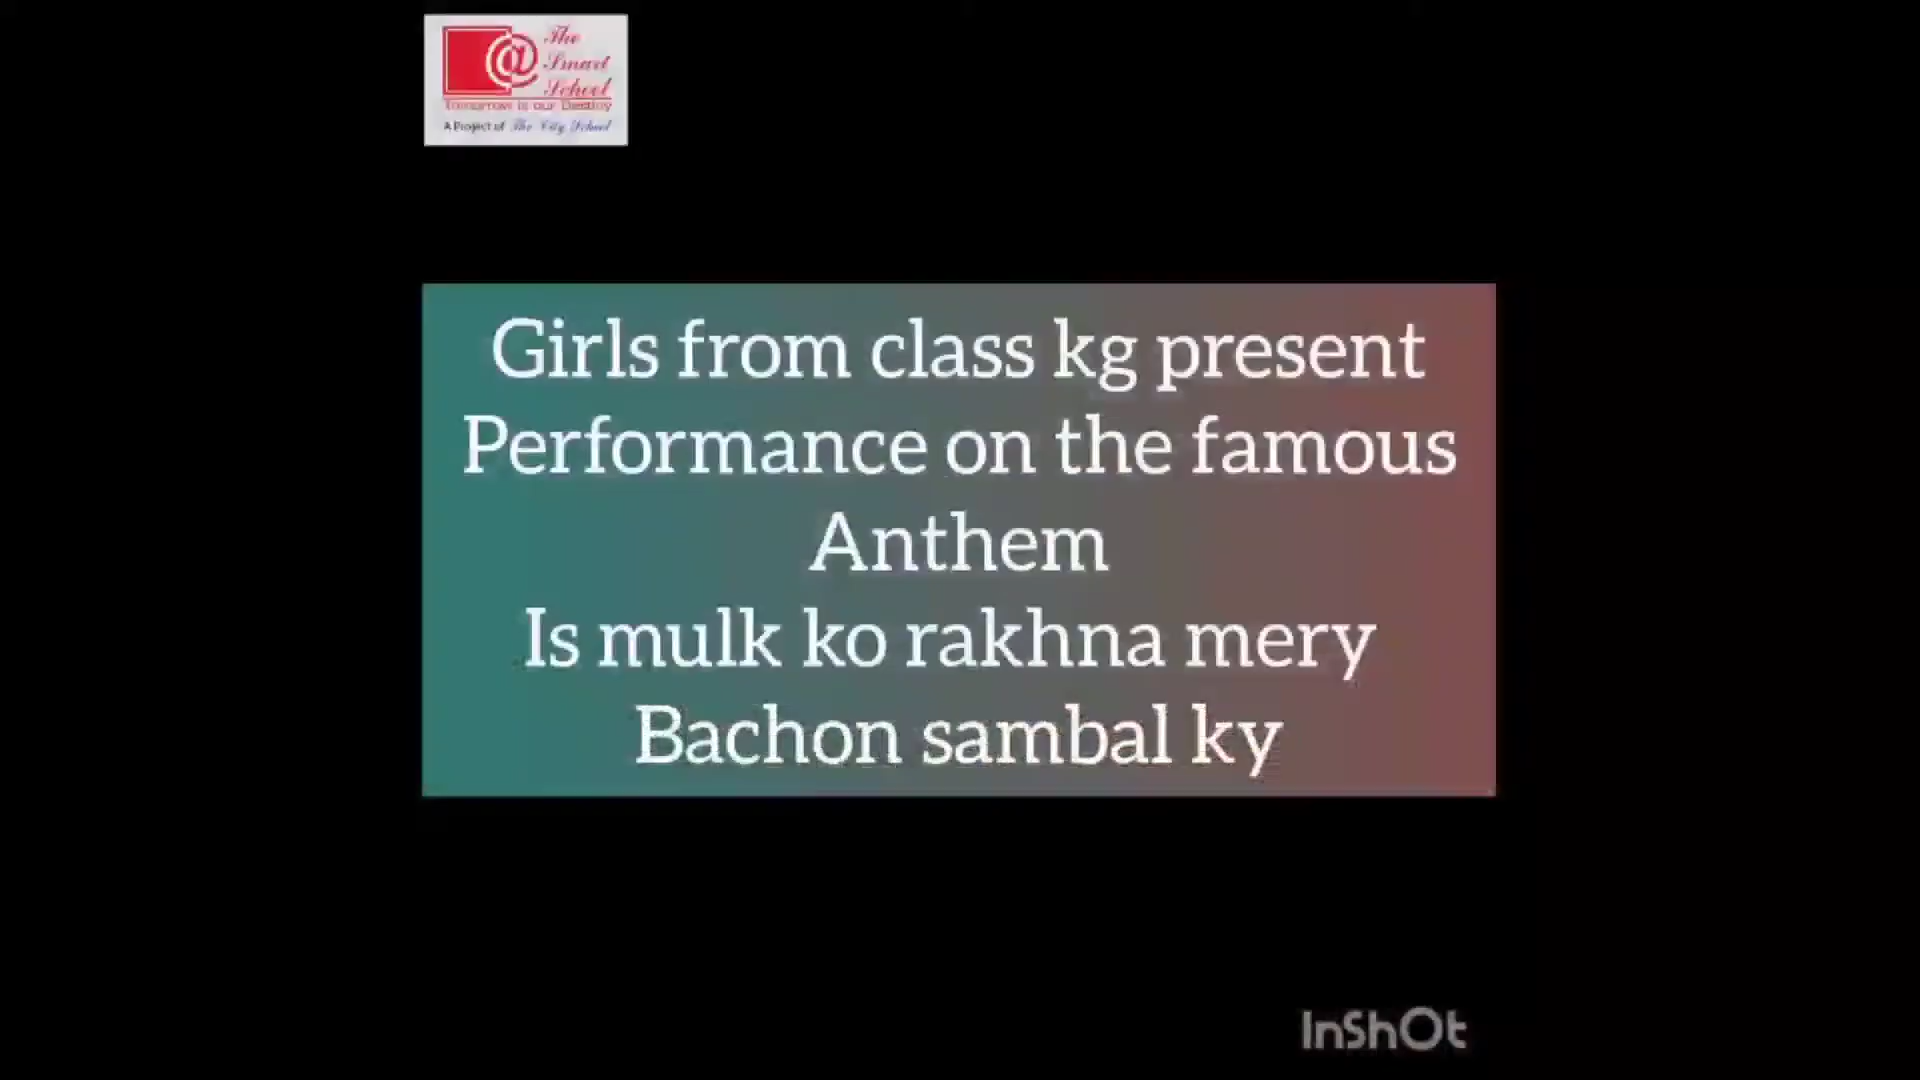 The
Smart
School
Tomorrow is our Destiny
A Project of The City School
Girls from class kg present
Performance on the famous
Anthem
Is mulk ko rakhna mery
Bachon sambal ky
InShOt